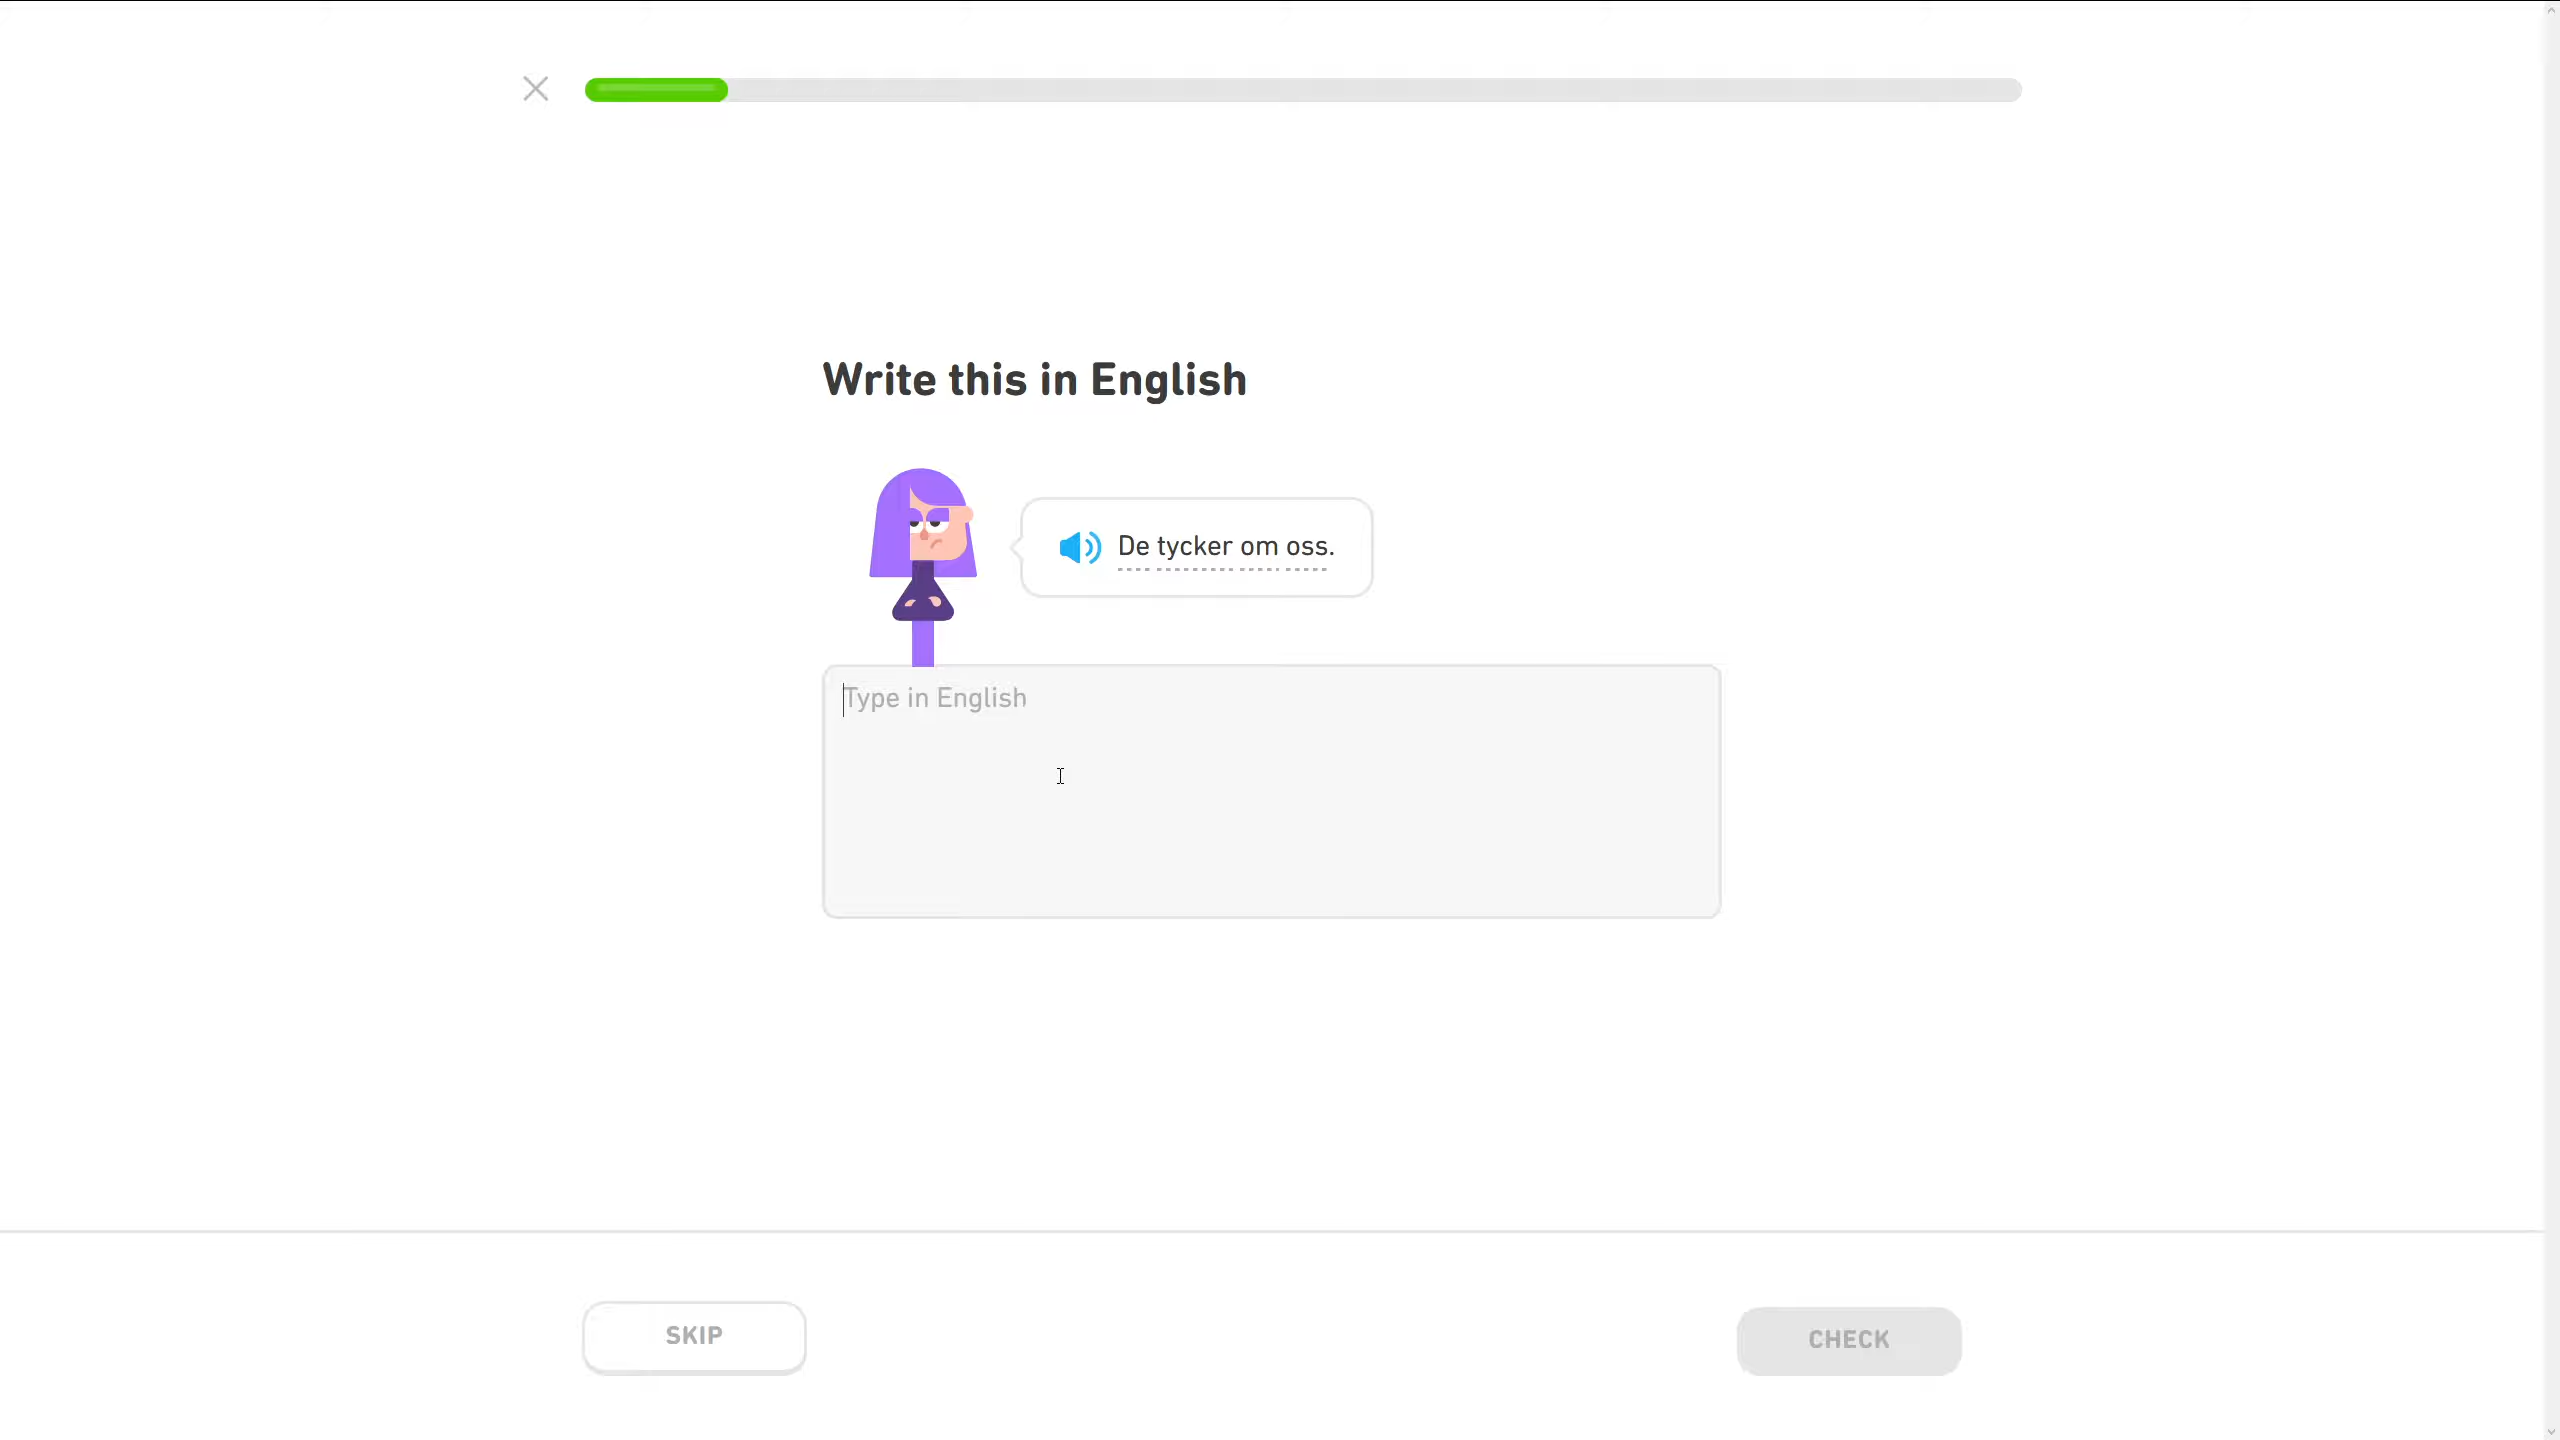 Write this in English
De tycker om oss.
Type in English
SKIP
CHECK